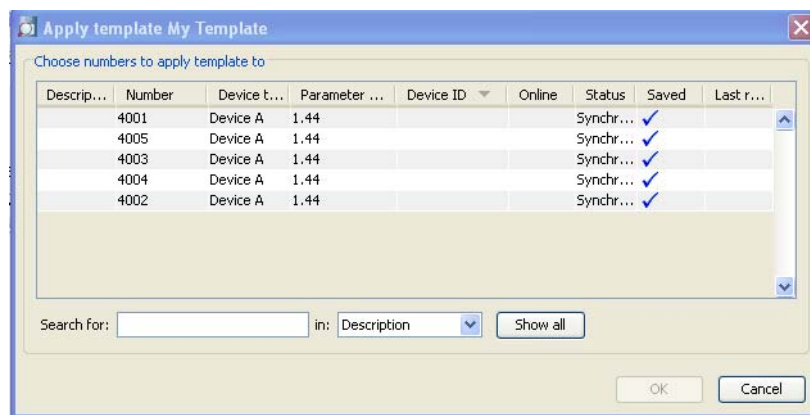 Apply template My Template
Choose numbers to apply template to
Descrip... Number Device t... Parameter ... Device ID Online Status Saved Last r...
4001 Device A 1.44 Synchr...
4005 Device A 1.44 Synchr...
4003 Device A 1.44 Synchr...
4004 Device A 1.44 Synchr...
4002 Device A 1.44 Synchr...
Search for: in: Description Show all
OK Cancel